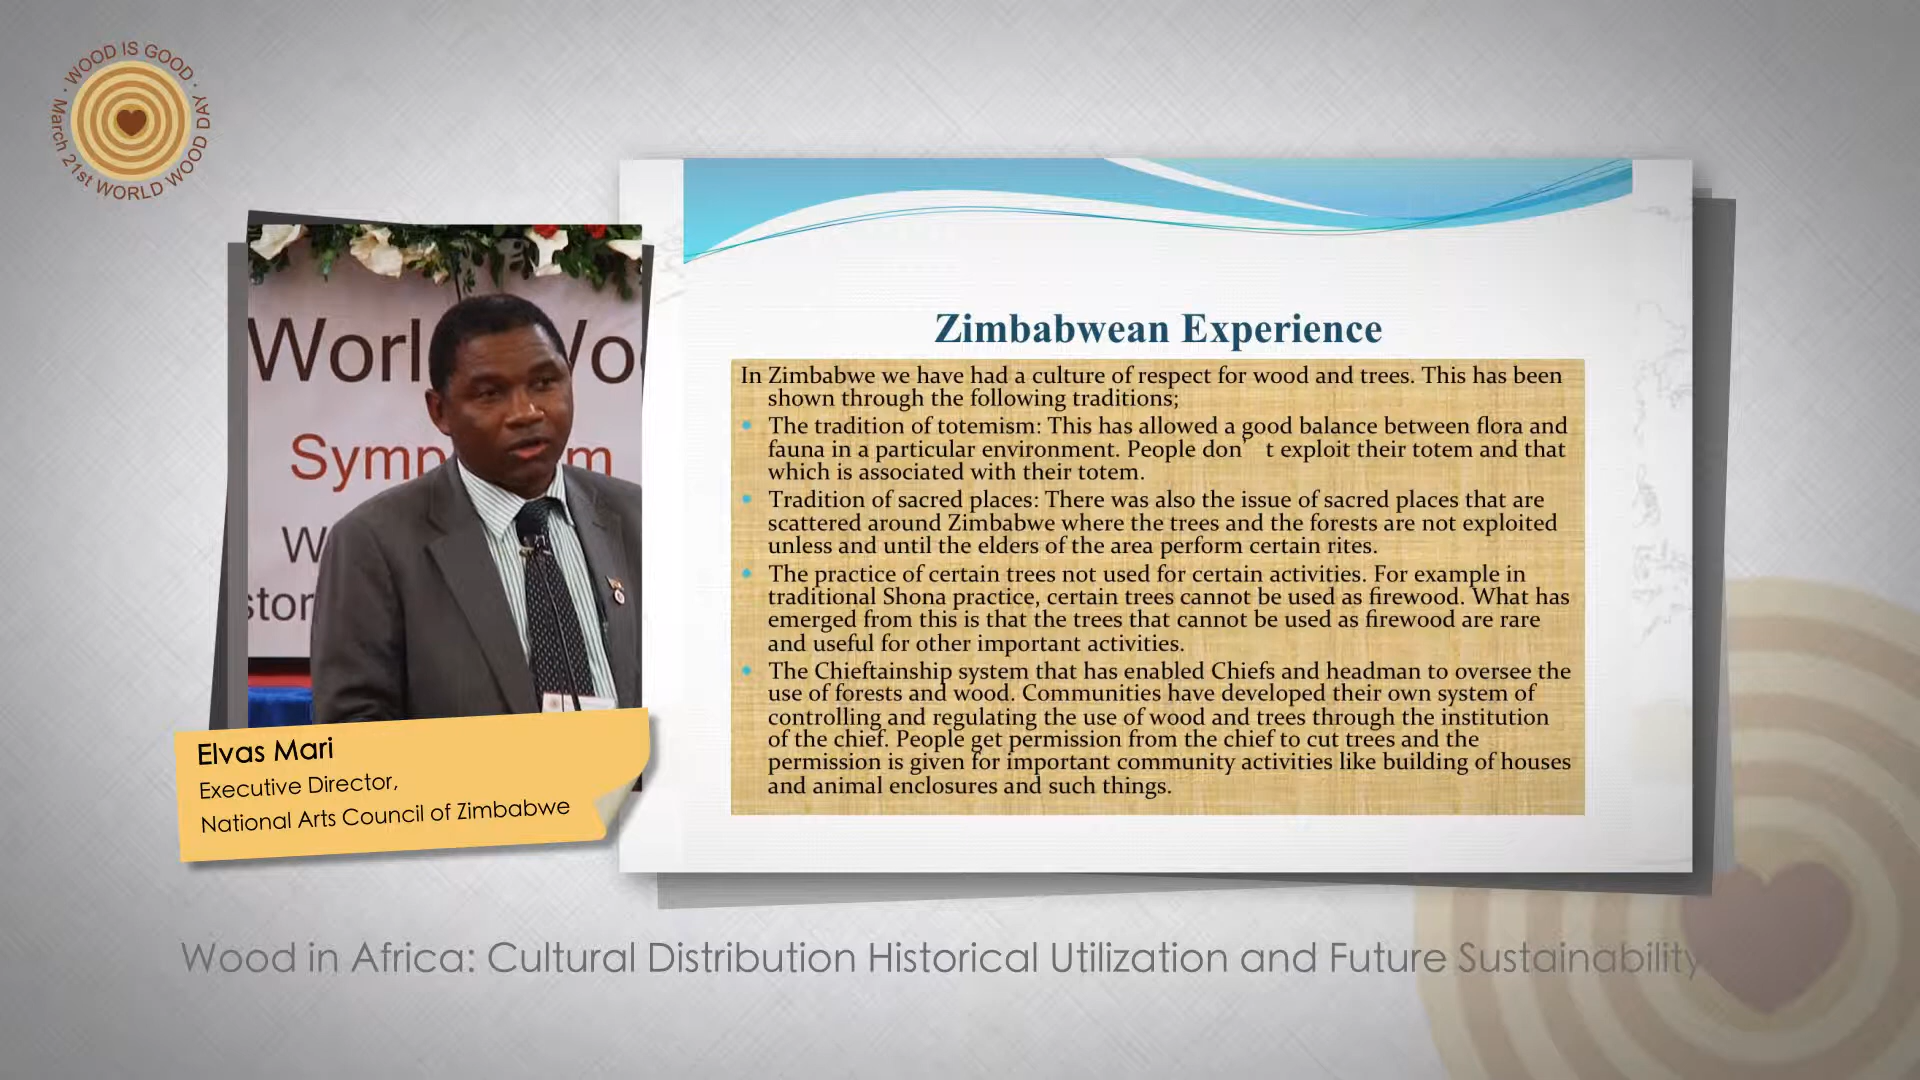 WOOD IS GOOD · March 21st WORLD WOOD DAY ·
Worl Woo
Symp m
W
stor
Elvas Mari
Executive Director,
National Arts Council of Zimbabwe
Zimbabwean Experience
In Zimbabwe we have had a culture of respect for wood and trees. This has been
shown through the following traditions;
• The tradition of totemism: This has allowed a good balance between flora and
fauna in a particular environment. People don’ t exploit their totem and that
which is associated with their totem.
• Tradition of sacred places: There was also the issue of sacred places that are
scattered around Zimbabwe where the trees and the forests are not exploited
unless and until the elders of the area perform certain rites.
• The practice of certain trees not used for certain activities. For example in
traditional Shona practice, certain trees cannot be used as firewood. What has
emerged from this is that the trees that cannot be used as firewood are rare
and useful for other important activities.
• The Chieftainship system that has enabled Chiefs and headman to oversee the
use of forests and wood. Communities have developed their own system of
controlling and regulating the use of wood and trees through the institution
of the chief. People get permission from the chief to cut trees and the
permission is given for important community activities like building of houses
and animal enclosures and such things.
Wood in Africa: Cultural Distribution Historical Utilization and Future Sustainability